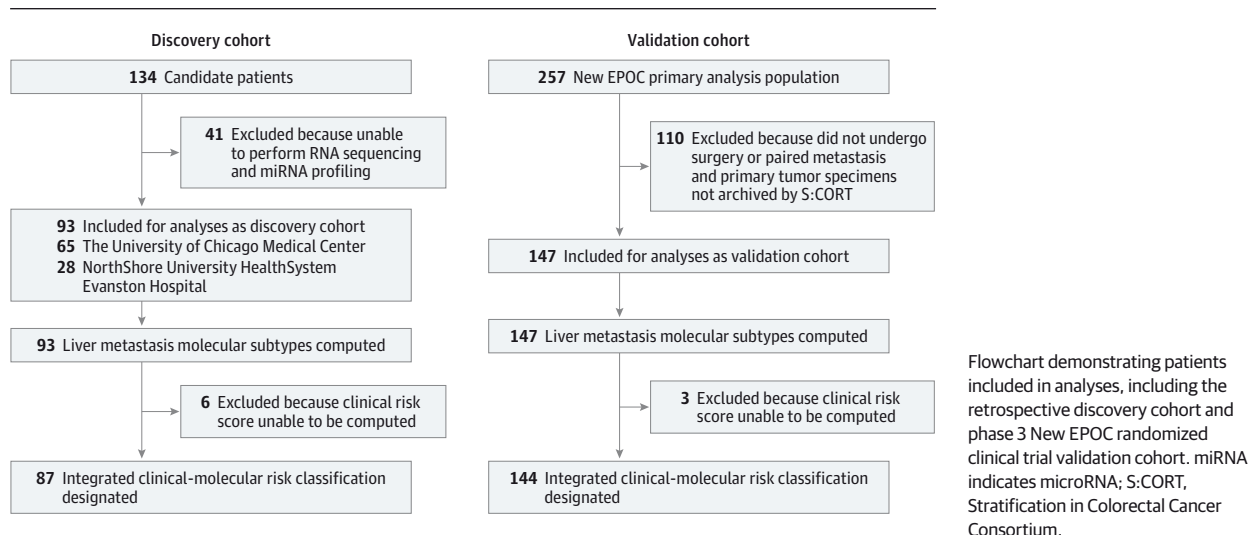 Discovery cohort
134 Candidate patients
41 Excluded because unable
to perform RNA sequencing
and miRNA profiling
93 Included for analyses as discovery cohort
65 The University of Chicago Medical Center
28 NorthShore University HealthSystem
Evanston Hospital
93 Liver metastasis molecular subtypes computed
6 Excluded because clinical risk
score unable to be computed
87 Integrated clinical-molecular risk classification
designated
Validation cohort
257 New EPOC primary analysis population
110 Excluded because did not undergo
surgery or paired metastasis
and primary tumor specimens
not archived by S:CORT
147 Included for analyses as validation cohort
147 Liver metastasis molecular subtypes computed
3 Excluded because clinical risk
score unable to be computed
144 Integrated clinical-molecular risk classification
designated
Flowchart demonstrating patients
included in analyses, including the
retrospective discovery cohort and
phase 3 New EPOC randomized
clinical trial validation cohort. miRNA
indicates microRNA; S:CORT,
Stratification in Colorectal Cancer
Consortium.